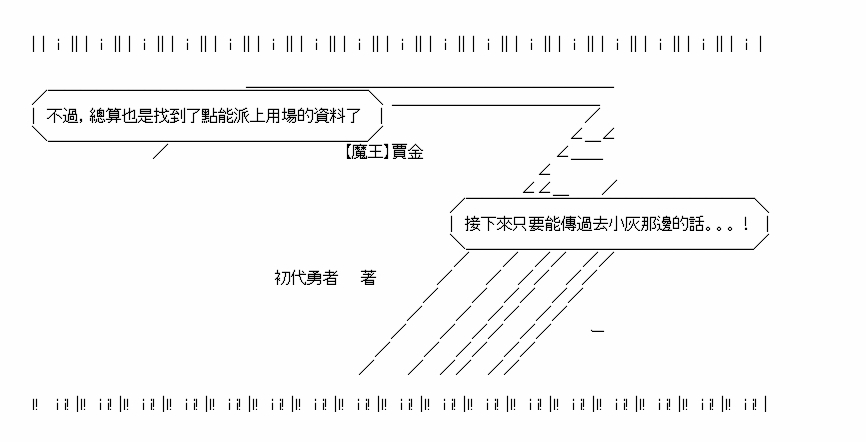 不過，總算也是找到了點能派上用場的資料了
【魔王】賈金
接下來只要能傳過去小灰那邊的話。。。！
初代勇者　著